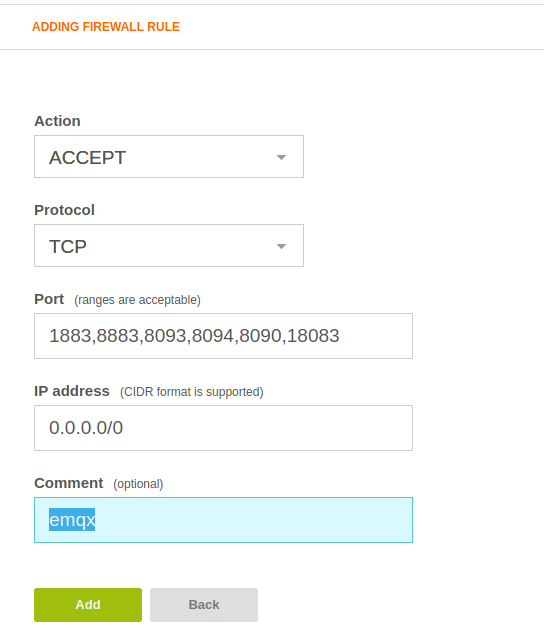 ADDING FIREWALL RULE
Action
ACCEPT
Protocol
TCP
Port (ranges are acceptable)
1883,8883,8093,8094,8090,18083
IP address (CIDR format is supported)
0.0.0.0/0
Comment (optional)
emqx
Add Back